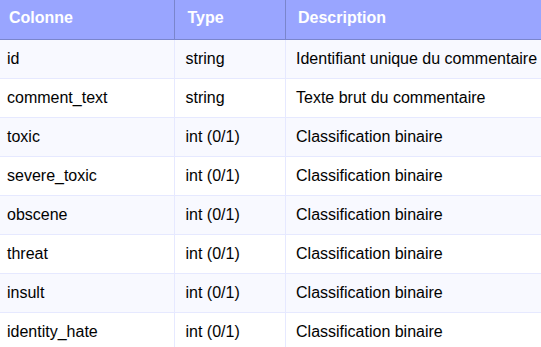 Colonne Type Description
id string Identifiant unique du commentaire
comment_text string Texte brut du commentaire
toxic int (0/1) Classification binaire
severe_toxic int (0/1) Classification binaire
obscene int (0/1) Classification binaire
threat int (0/1) Classification binaire
insult int (0/1) Classification binaire
identity_hate int (0/1) Classification binaire